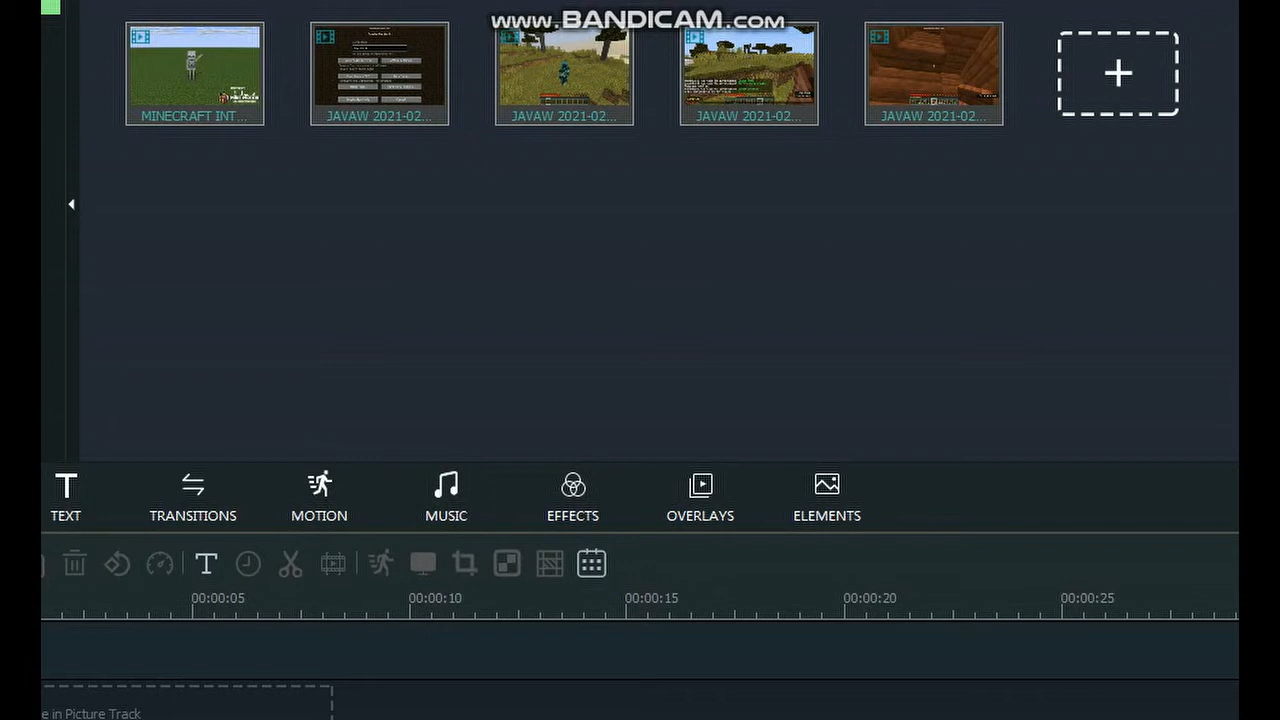 www.BANDICAM.com
MINECRAFT INT...
JAVAW 2021-02...
JAVAW 2021-02...
JAVAW 2021-02...
JAVAW 2021-02...
TEXT
TRANSITIONS
MOTION
MUSIC
EFFECTS
OVERLAYS
ELEMENTS
T
00:00:05
00:00:10
00:00:15
00:00:20
00:00:25
e in Picture Track